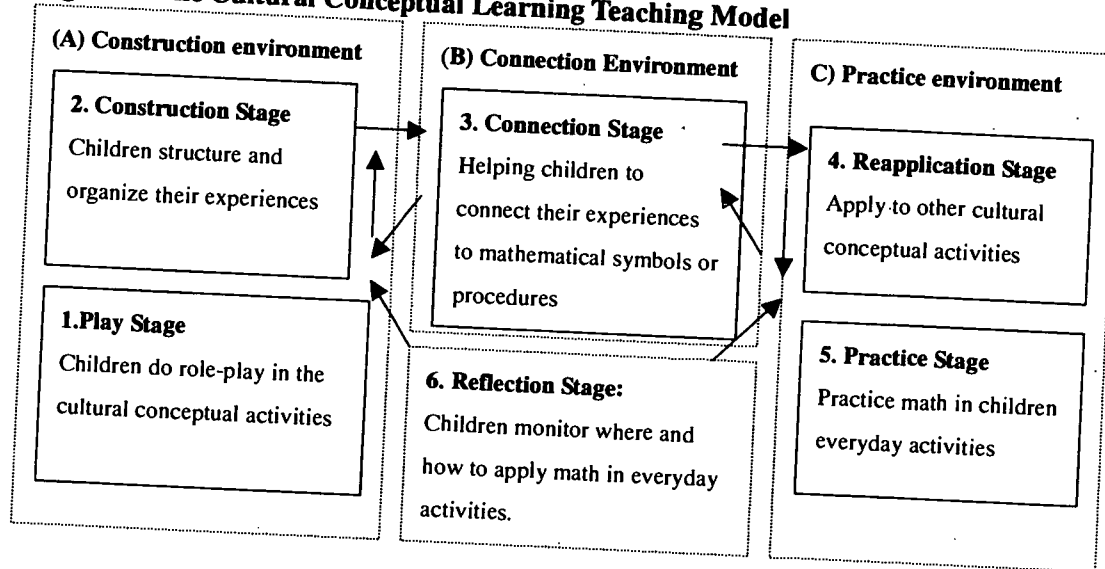 Cultural Conceptual Learning Teaching Model
(A) Construction environment
2. Construction Stage
Children structure and
organize their experiences
1.Play Stage
Children do role-play in the
cultural conceptual activities
(B) Connection Environment
3. Connection Stage
Helping children to
connect their experiences
to mathematical symbols or
procedures
6. Reflection Stage:
Children monitor where and
how to apply math in everyday
activities.
C) Practice environment
4. Reapplication Stage
Apply to other cultural
conceptual activities
5. Practice Stage
Practice math in children
everyday activities